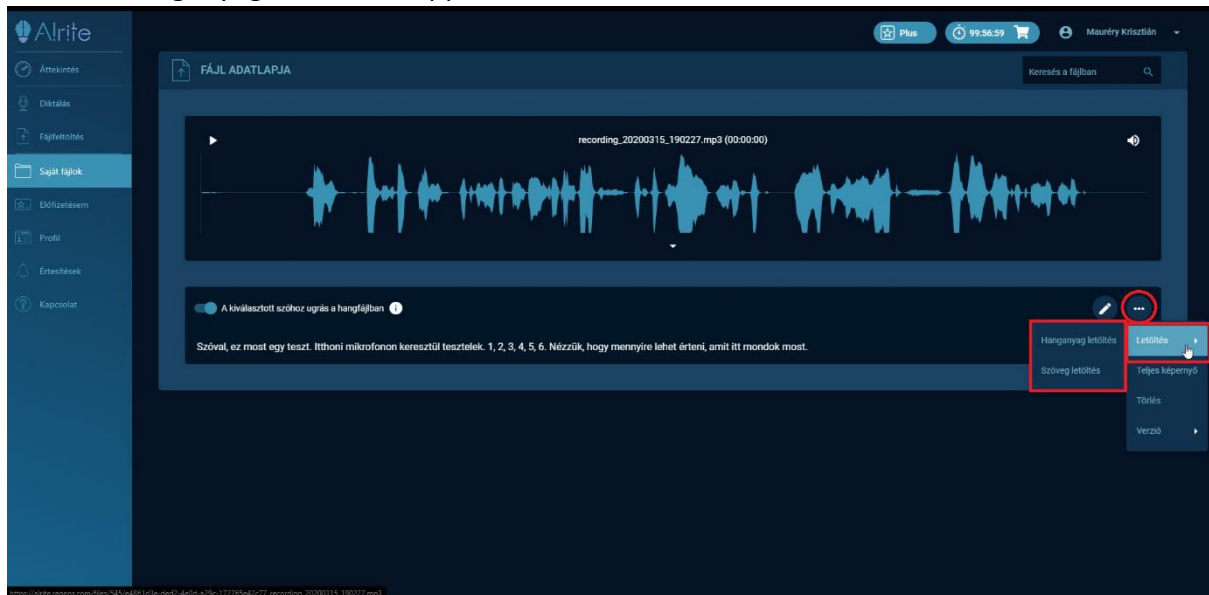 Alrite
Plus
99:56:59
Mauréry Krisztián
Áttekintés
FÁJL ADATLAPJA
Keresés a fájlban
Diktálás
Fájlfeltöltés
Saját fájlok
Előfizetésem
Profil
Értesítések
Kapcsolat
recording_20200315_190227.mp3 (00:00:00)
A kiválasztott szóhoz ugrás a hangfájlban
Szóval, ez most egy teszt. Itthoni mikrofonon keresztül tesztelek. 1, 2, 3, 4, 5, 6. Nézzük, hogy mennyire lehet érteni, amit itt mondok most.
Hanganyag letöltés
Szöveg letöltés
Letöltés
Teljes képernyő
Törlés
Verzió